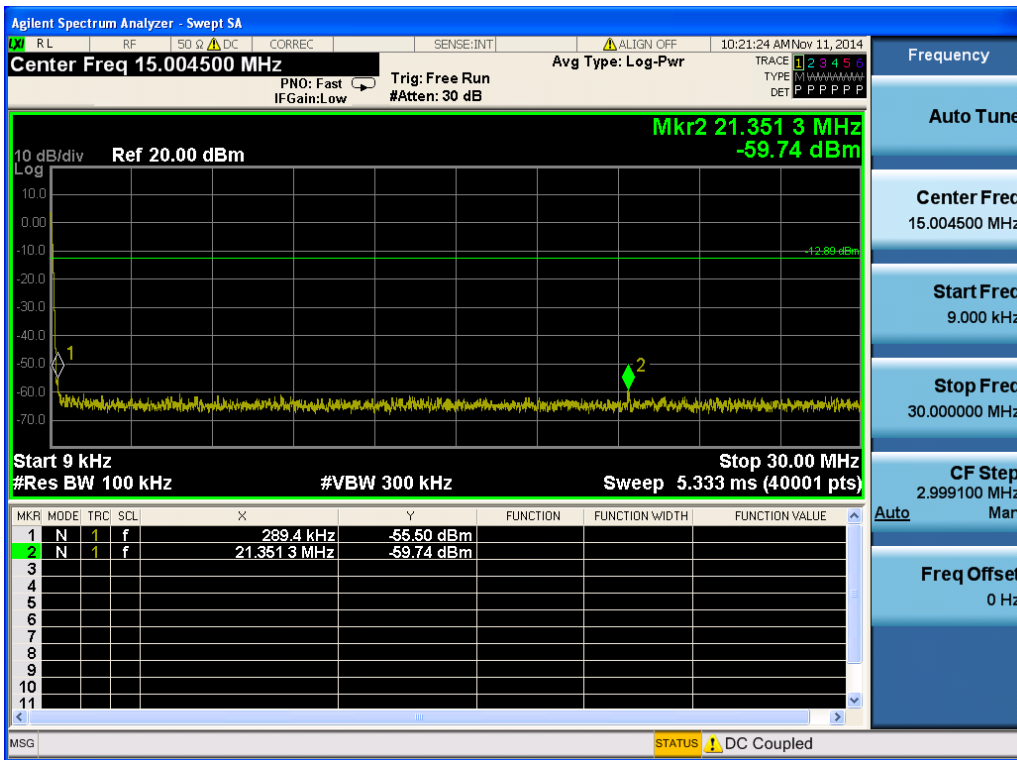 Agilent Spectrum Analyzer - Swept SA
LXI RL RF 50 Ω DC CORREC SENSE:INT ALIGN OFF 10:21:24 AM Nov 11, 2014
Center Freq 15.004500 MHz
PNO: Fast
IFGain:Low
Trig: Free Run
#Atten: 30 dB
Avg Type: Log-Pwr
TRACE 1 2 3 4 5 6
TYPE M
DET P P P P P P
Mkr2 21.351 3 MHz
-59.74 dBm
10 dB/div Ref 20.00 dBm
Log
10.0
0.00
-10.0
-12.89 dBm
-20.0
-30.0
-40.0
-50.0
1
2
-60.0
-70.0
Start 9 kHz Stop 30.00 MHz
#Res BW 100 kHz #VBW 300 kHz Sweep 5.333 ms (40001 pts)
MKR MODE TRC SCL X Y FUNCTION FUNCTION WIDTH FUNCTION VALUE
1 N 1 f 289.4 kHz -55.50 dBm
2 N 1 f 21.351 3 MHz -59.74 dBm
3
4
5
6
7
8
9
10
11
MSG STATUS DC Coupled
Frequency
Auto Tune
Center Freq
15.004500 MHz
Start Freq
9.000 kHz
Stop Freq
30.000000 MHz
CF Step
2.999100 MHz
Auto Man
Freq Offset
0 Hz